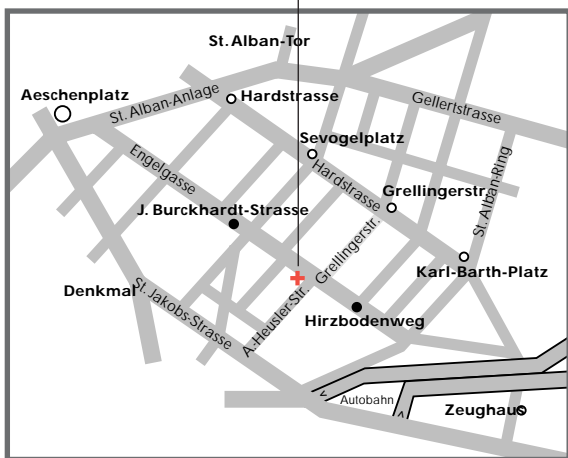 St. Alban-Tor
Aeschenplatz
St. Alban-Anlage
Hardstrasse
Gellertstrasse
Sevogelplatz
Engelgasse
Hardstrasse
Grellingerstr.
St. Alban-Ring
J. Burckhardt-Strasse
Grellingerstr.
Karl-Barth-Platz
Denkmal
St. Jakobs-Strasse
A.-Heusler-Str.
Hirzbodenweg
Autobahn
Zeughaus